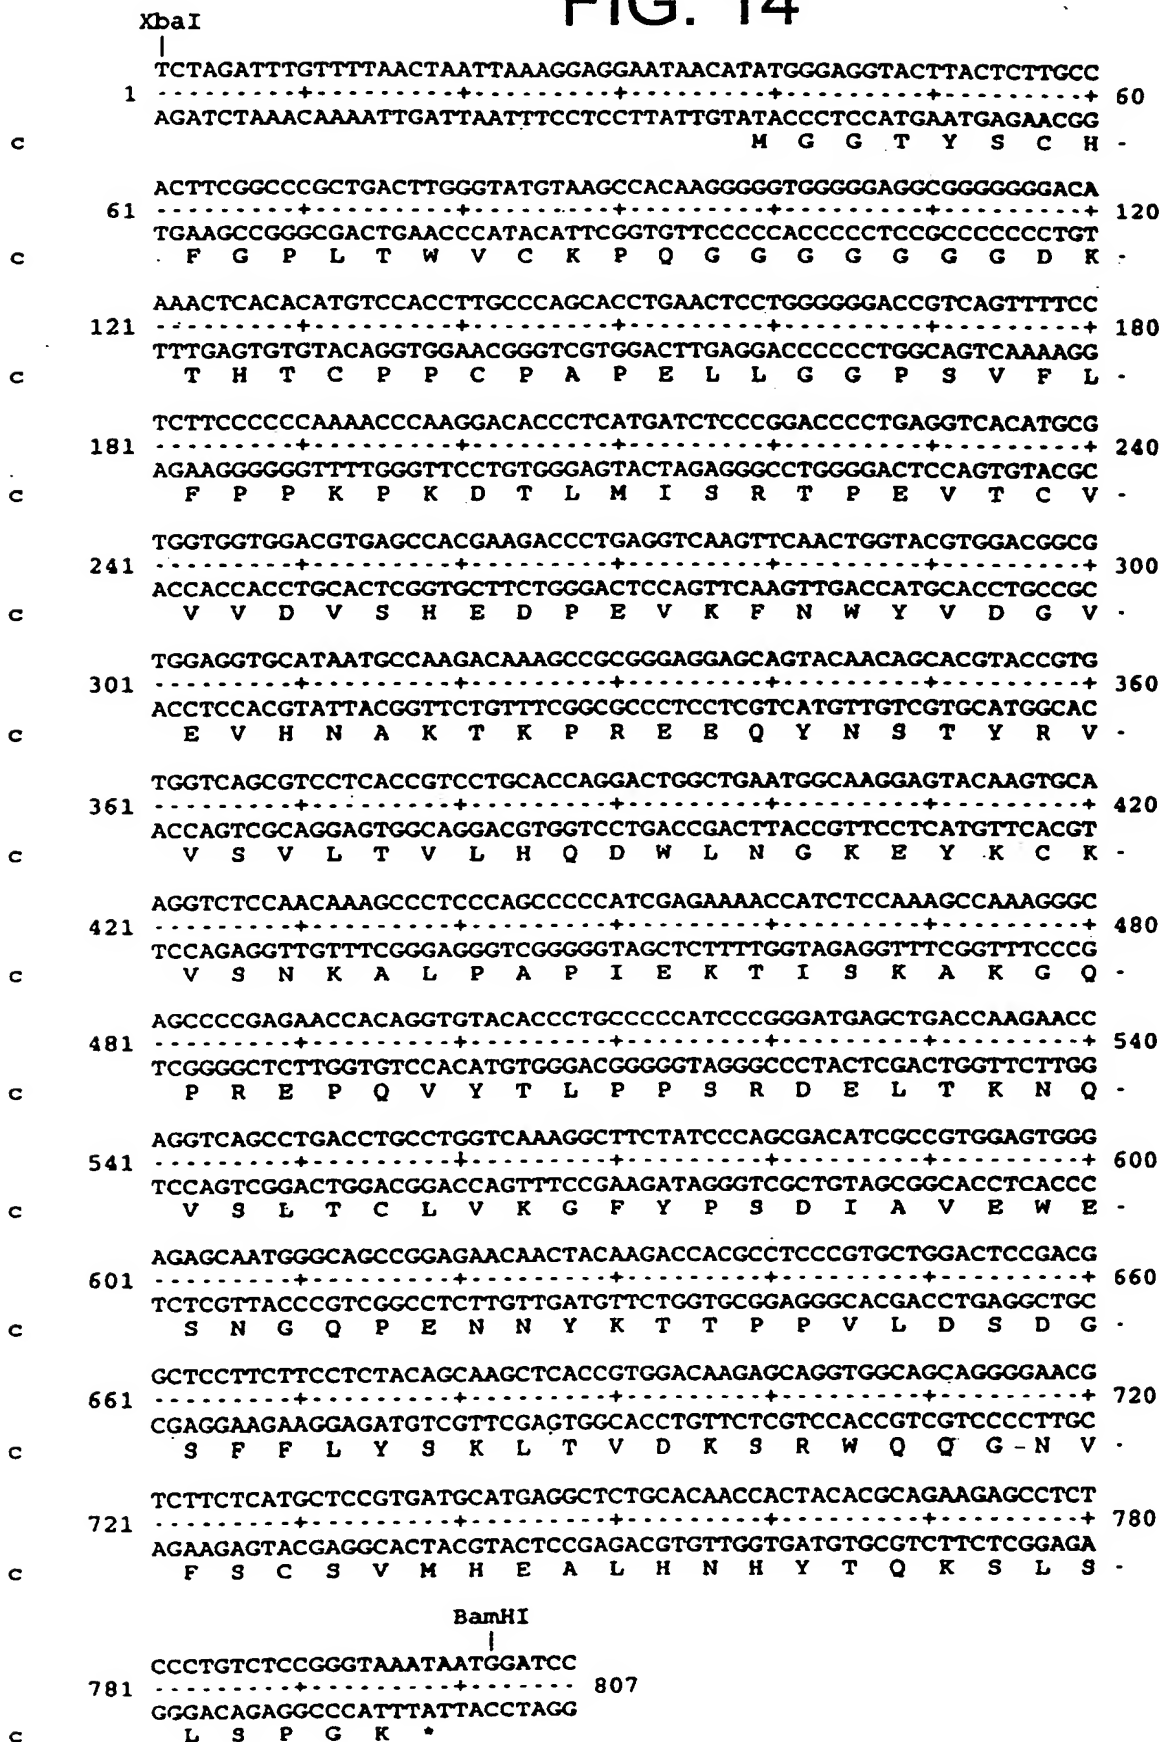 FIG. 14
XbaI
|
TCTAGATTTGTTTTAACTAATTAAAGGAGGAATAACATATGGGAGGTACTTACTCTTGCC
1 ---------+---------+---------+---------+---------+---------+ 60
AGATCTAAACAAAATTGATTAATTTCCTCCTTATTGTATACCCTCCATGAATGAGAACGG
c M G G T Y S C H -
ACTTCGGCCCGCTGACTTGGGTATGTAAGCCACAAGGGGGTGGGGGAGGCGGGGGGGACA
61 ---------+---------+---------+---------+---------+---------+ 120
TGAAGCCGGGCGACTGAACCCATACATTCGGTGTTCCCCCACCCCCTCCGCCCCCCCTGT
c F G P L T W V C K P Q G G G G G G G D K -
AAACTCACACATGTCCACCTTGCCCAGCACCTGAACTCCTGGGGGGACCGTCAGTTTTCC
121 ---------+---------+---------+---------+---------+---------+ 180
TTTGAGTGTGTACAGGTGGAACGGGTCGTGGACTTGAGGACCCCCCTGGCAGTCAAAAGG
c T H T C P P C P A P E L L G G P S V F L -
TCTTCCCCCCAAAACCCAAGGACACCCTCATGATCTCCCGGACCCCTGAGGTCACATGCG
181 ---------+---------+---------+---------+---------+---------+ 240
AGAAGGGGGGTTTTGGGTTCCTGTGGGAGTACTAGAGGGCCTGGGGACTCCAGTGTACGC
c F P P K P K D T L M I S R T P E V T C V -
TGGTGGTGGACGTGAGCCACGAAGACCCTGAGGTCAAGTTCAACTGGTACGTGGACGGCG
241 ---------+---------+---------+---------+---------+---------+ 300
ACCACCACCTGCACTCGGTGCTTCTGGGACTCCAGTTCAAGTTGACCATGCACCTGCCGC
c V V D V S H E D P E V K F N W Y V D G V -
TGGAGGTGCATAATGCCAAGACAAAGCCGCGGGAGGAGCAGTACAACAGCACGTACCGTG
301 ---------+---------+---------+---------+---------+---------+ 360
ACCTCCACGTATTACGGTTCTGTTTCGGCGCCCTCCTCGTCATGTTGTCGTGCATGGCAC
c E V H N A K T K P R E E Q Y N S T Y R V -
TGGTCAGCGTCCTCACCGTCCTGCACCAGGACTGGCTGAATGGCAAGGAGTACAAGTGCA
361 ---------+---------+---------+---------+---------+---------+ 420
ACCAGTCGCAGGAGTGGCAGGACGTGGTCCTGACCGACTTACCGTTCCTCATGTTCACGT
c V S V L T V L H Q D W L N G K E Y K C K -
AGGTCTCCAACAAAGCCCTCCCAGCCCCCATCGAGAAAACCATCTCCAAAGCCAAAGGGC
421 ---------+---------+---------+---------+---------+---------+ 480
TCCAGAGGTTGTTTCGGGAGGGTCGGGGGTAGCTCTTTTGGTAGAGGTTTCGGTTTCCCG
c V S N K A L P A P I E K T I S K A K G Q -
AGCCCCGAGAACCACAGGTGTACACCCTGCCCCCATCCCGGGATGAGCTGACCAAGAACC
481 ---------+---------+---------+---------+---------+---------+ 540
TCGGGGCTCTTGGTGTCCACATGTGGGACGGGGGTAGGGCCCTACTCGACTGGTTCTTGG
c P R E P Q V Y T L P P S R D E L T K N Q -
AGGTCAGCCTGACCTGCCTGGTCAAAGGCTTCTATCCCAGCGACATCGCCGTGGAGTGGG
541 ---------+---------+---------+---------+---------+---------+ 600
TCCAGTCGGACTGGACGGACCAGTTTCCGAAGATAGGGTCGCTGTAGCGGCACCTCACCC
c V S L T C L V K G F Y P S D I A V E W E -
AGAGCAATGGGCAGCCGGAGAACAACTACAAGACCACGCCTCCCGTGCTGGACTCCGACG
601 ---------+---------+---------+---------+---------+---------+ 660
TCTCGTTACCCGTCGGCCTCTTGTTGATGTTCTGGTGCGGAGGGCACGACCTGAGGCTGC
c S N G Q P E N N Y K T T P P V L D S D G -
GCTCCTTCTTCCTCTACAGCAAGCTCACCGTGGACAAGAGCAGGTGGCAGCAGGGGAACG
661 ---------+---------+---------+---------+---------+---------+ 720
CGAGGAAGAAGGAGATGTCGTTCGAGTGGCACCTGTTCTCGTCCACCGTCGTCCCCTTGC
c S F F L Y S K L T V D K S R W Q Q G - N V -
TCTTCTCATGCTCCGTGATGCATGAGGCTCTGCACAACCACTACACGCAGAAGAGCCTCT
721 ---------+---------+---------+---------+---------+---------+ 780
AGAAGAGTACGAGGCACTACGTACTCCGAGACGTGTTGGTGATGTGCGTCTTCTCGGAGA
c F S C S V M H E A L H N H Y T Q K S L S -
BamHI
|
CCCTGTCTCCGGGTAAATAATGGATCC
781 ---------+---------+------- 807
GGGACAGAGGCCCATTTATTACCTAGG
c L S P G K *